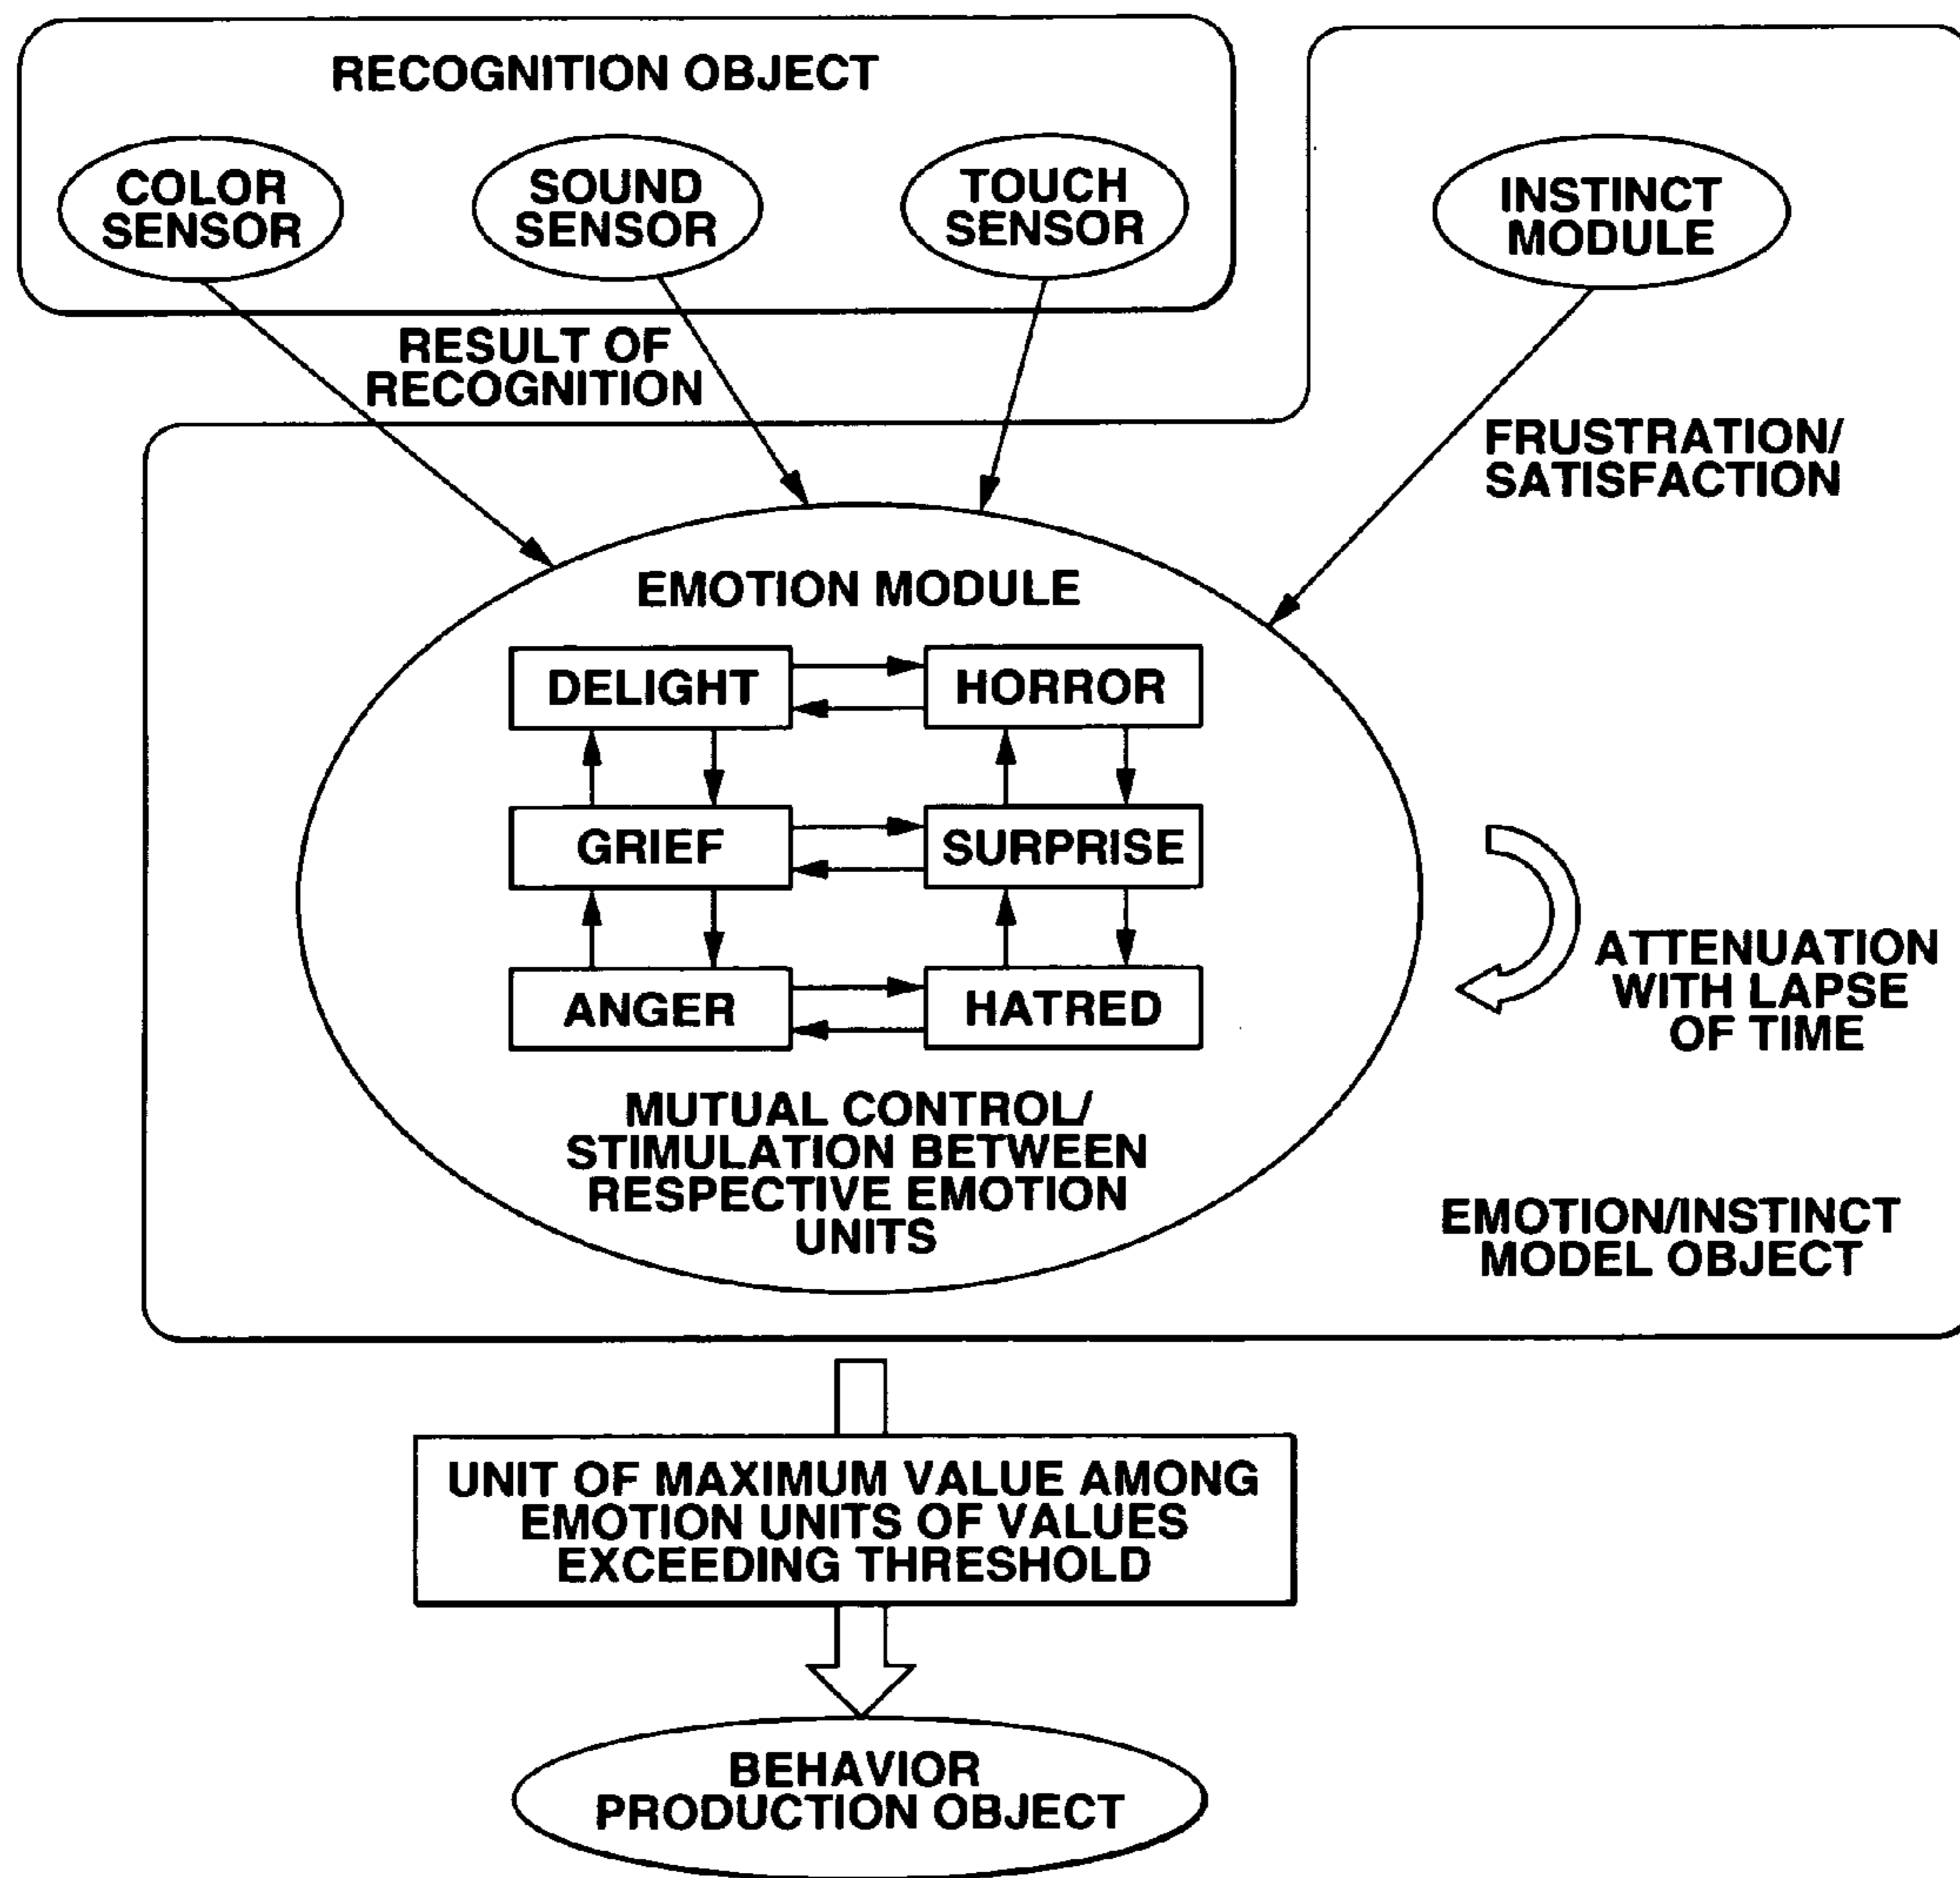 RECOGNITION OBJECT
COLOR
SENSOR
SOUND
SENSOR
TOUCH
SENSOR
INSTINCT
MODULE
RESULT OF
RECOGNITION
FRUSTRATION/
SATISFACTION
EMOTION MODULE
DELIGHT
HORROR
GRIEF
SURPRISE
ANGER
HATRED
MUTUAL CONTROL/
STIMULATION BETWEEN
RESPECTIVE EMOTION
UNITS
ATTENUATION
WITH LAPSE
OF TIME
EMOTION/INSTINCT
MODEL OBJECT
UNIT OF MAXIMUM VALUE AMONG
EMOTION UNITS OF VALUES
EXCEEDING THRESHOLD
BEHAVIOR
PRODUCTION OBJECT